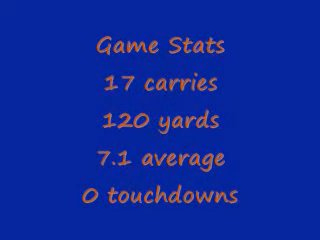 Game Stats
17 carries
120 yards
7.1 average
0 touchdowns